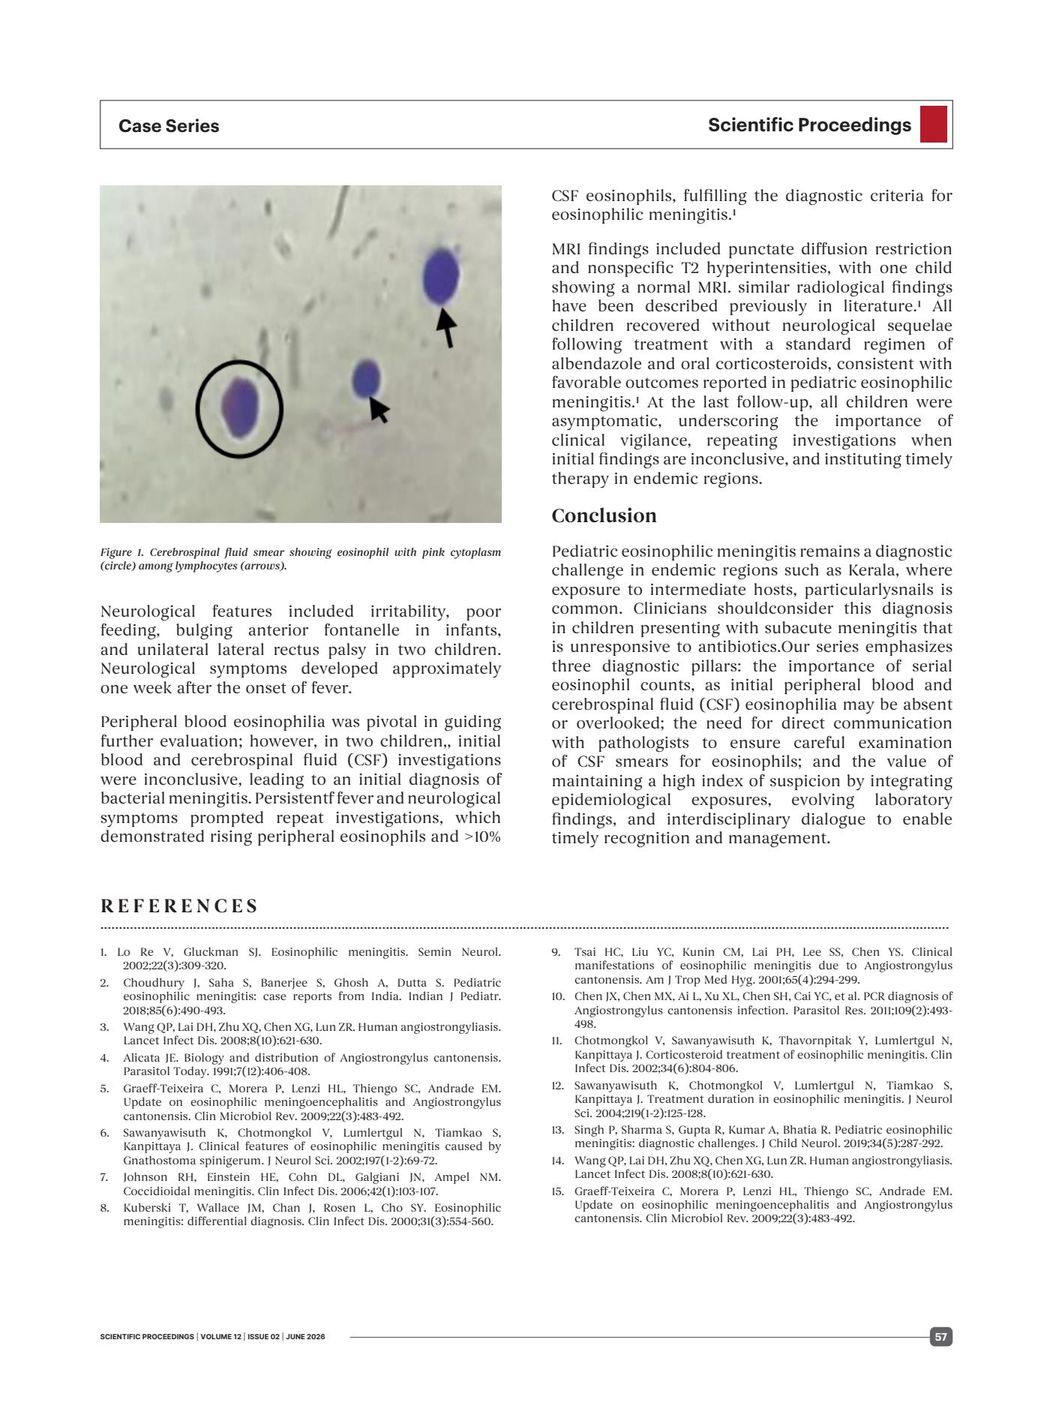 Case Series
Scientific Proceedings
Figure 1. Cerebrospinal fluid smear showing eosinophil with pink cytoplasm
(circle) among lymphocytes (arrows).
Neurological features included irritability, poor
feeding, bulging anterior fontanelle in infants,
and unilateral lateral rectus palsy in two children.
Neurological symptoms developed approximately
one week after the onset of fever.
Peripheral blood eosinophilia was pivotal in guiding
further evaluation; however, in two children,, initial
blood and cerebrospinal fluid (CSF) investigations
were inconclusive, leading to an initial diagnosis of
bacterial meningitis. Persistentf fever and neurological
symptoms prompted repeat investigations, which
demonstrated rising peripheral eosinophils and >10%
CSF eosinophils, fulfilling the diagnostic criteria for
eosinophilic meningitis.¹
MRI findings included punctate diffusion restriction
and nonspecific T2 hyperintensities, with one child
showing a normal MRI. similar radiological findings
have been described previously in literature.¹ All
children recovered without neurological sequelae
following treatment with a standard regimen of
albendazole and oral corticosteroids, consistent with
favorable outcomes reported in pediatric eosinophilic
meningitis.¹ At the last follow-up, all children were
asymptomatic, underscoring the importance of
clinical vigilance, repeating investigations when
initial findings are inconclusive, and instituting timely
therapy in endemic regions.
Conclusion
Pediatric eosinophilic meningitis remains a diagnostic
challenge in endemic regions such as Kerala, where
exposure to intermediate hosts, particularlysnails is
common. Clinicians shouldconsider this diagnosis
in children presenting with subacute meningitis that
is unresponsive to antibiotics.Our series emphasizes
three diagnostic pillars: the importance of serial
eosinophil counts, as initial peripheral blood and
cerebrospinal fluid (CSF) eosinophilia may be absent
or overlooked; the need for direct communication
with pathologists to ensure careful examination
of CSF smears for eosinophils; and the value of
maintaining a high index of suspicion by integrating
epidemiological exposures, evolving laboratory
findings, and interdisciplinary dialogue to enable
timely recognition and management.
REFERENCES
1. Lo Re V, Gluckman SJ. Eosinophilic meningitis. Semin Neurol.
2002;22(3):309-320.
2. Choudhury J, Saha S, Banerjee S, Ghosh A, Dutta S. Pediatric
eosinophilic meningitis: case reports from India. Indian J Pediatr.
2018;85(6):490-493.
3. Wang QP, Lai DH, Zhu XQ, Chen XG, Lun ZR. Human angiostrongyliasis.
Lancet Infect Dis. 2008;8(10):621-630.
4. Alicata JE. Biology and distribution of Angiostrongylus cantonensis.
Parasitol Today. 1991;7(12):406-408.
5. Graeff-Teixeira C, Morera P, Lenzi HL, Thiengo SC, Andrade EM.
Update on eosinophilic meningoencephalitis and Angiostrongylus
cantonensis. Clin Microbiol Rev. 2009;22(3):483-492.
6. Sawanyawisuth K, Chotmongkol V, Lumlertgul N, Tiamkao S,
Kanpittaya J. Clinical features of eosinophilic meningitis caused by
Gnathostoma spinigerum. J Neurol Sci. 2002;197(1-2):69-72.
7. Johnson RH, Einstein HE, Cohn DL, Galgiani JN, Ampel NM.
Coccidioidal meningitis. Clin Infect Dis. 2006;42(1):103-107.
8. Kuberski T, Wallace JM, Chan J, Rosen L, Cho SY. Eosinophilic
meningitis: differential diagnosis. Clin Infect Dis. 2000;31(3):554-560.
9. Tsai HC, Liu YC, Kunin CM, Lai PH, Lee SS, Chen YS. Clinical
manifestations of eosinophilic meningitis due to Angiostrongylus
cantonensis. Am J Trop Med Hyg. 2001;65(4):294-299.
10. Chen JX, Chen MX, Ai L, Xu XL, Chen SH, Cai YC, et al. PCR diagnosis of
Angiostrongylus cantonensis infection. Parasitol Res. 2011;109(2):493-
498.
11. Chotmongkol V, Sawanyawisuth K, Thavornpitak Y, Lumlertgul N,
Kanpittaya J. Corticosteroid treatment of eosinophilic meningitis. Clin
Infect Dis. 2002;34(6):804-806.
12. Sawanyawisuth K, Chotmongkol V, Lumlertgul N, Tiamkao S,
Kanpittaya J. Treatment duration in eosinophilic meningitis. J Neurol
Sci. 2004;219(1-2):125-128.
13. Singh P, Sharma S, Gupta R, Kumar A, Bhatia R. Pediatric eosinophilic
meningitis: diagnostic challenges. J Child Neurol. 2019;34(5):287-292.
14. Wang QP, Lai DH, Zhu XQ, Chen XG, Lun ZR. Human angiostrongyliasis.
Lancet Infect Dis. 2008;8(10):621-630.
15. Graeff-Teixeira C, Morera P, Lenzi HL, Thiengo SC, Andrade EM.
Update on eosinophilic meningoencephalitis and Angiostrongylus
cantonensis. Clin Microbiol Rev. 2009;22(3):483-492.
SCIENTIFIC PROCEEDINGS | VOLUME 12 | ISSUE 02 | JUNE 2026
57